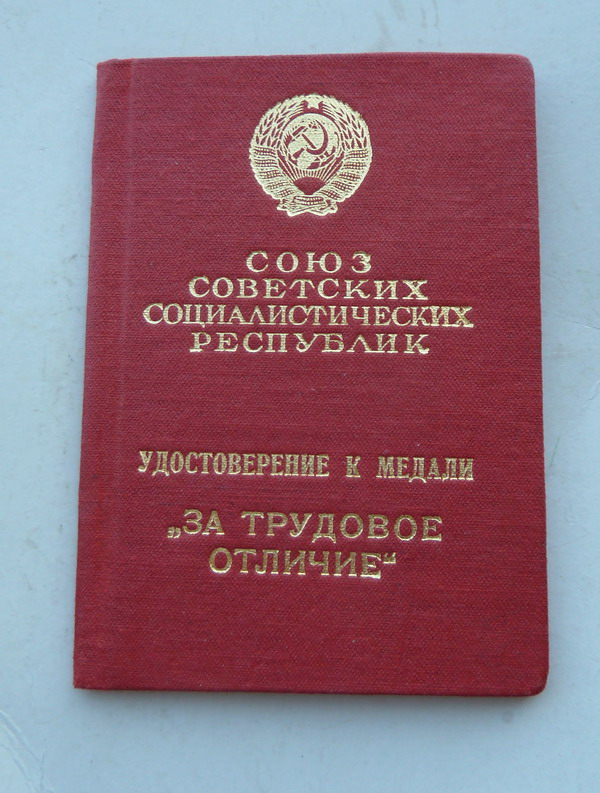 СОЮЗ
СОВЕТСКИХ
СОЦИАЛИСТИЧЕСКИХ
РЕСПУБЛИК
УДОСТОВЕРЕНИЕ К МЕДАЛИ
„ЗА ТРУДОВОЕ
ОТЛИЧИЕ“